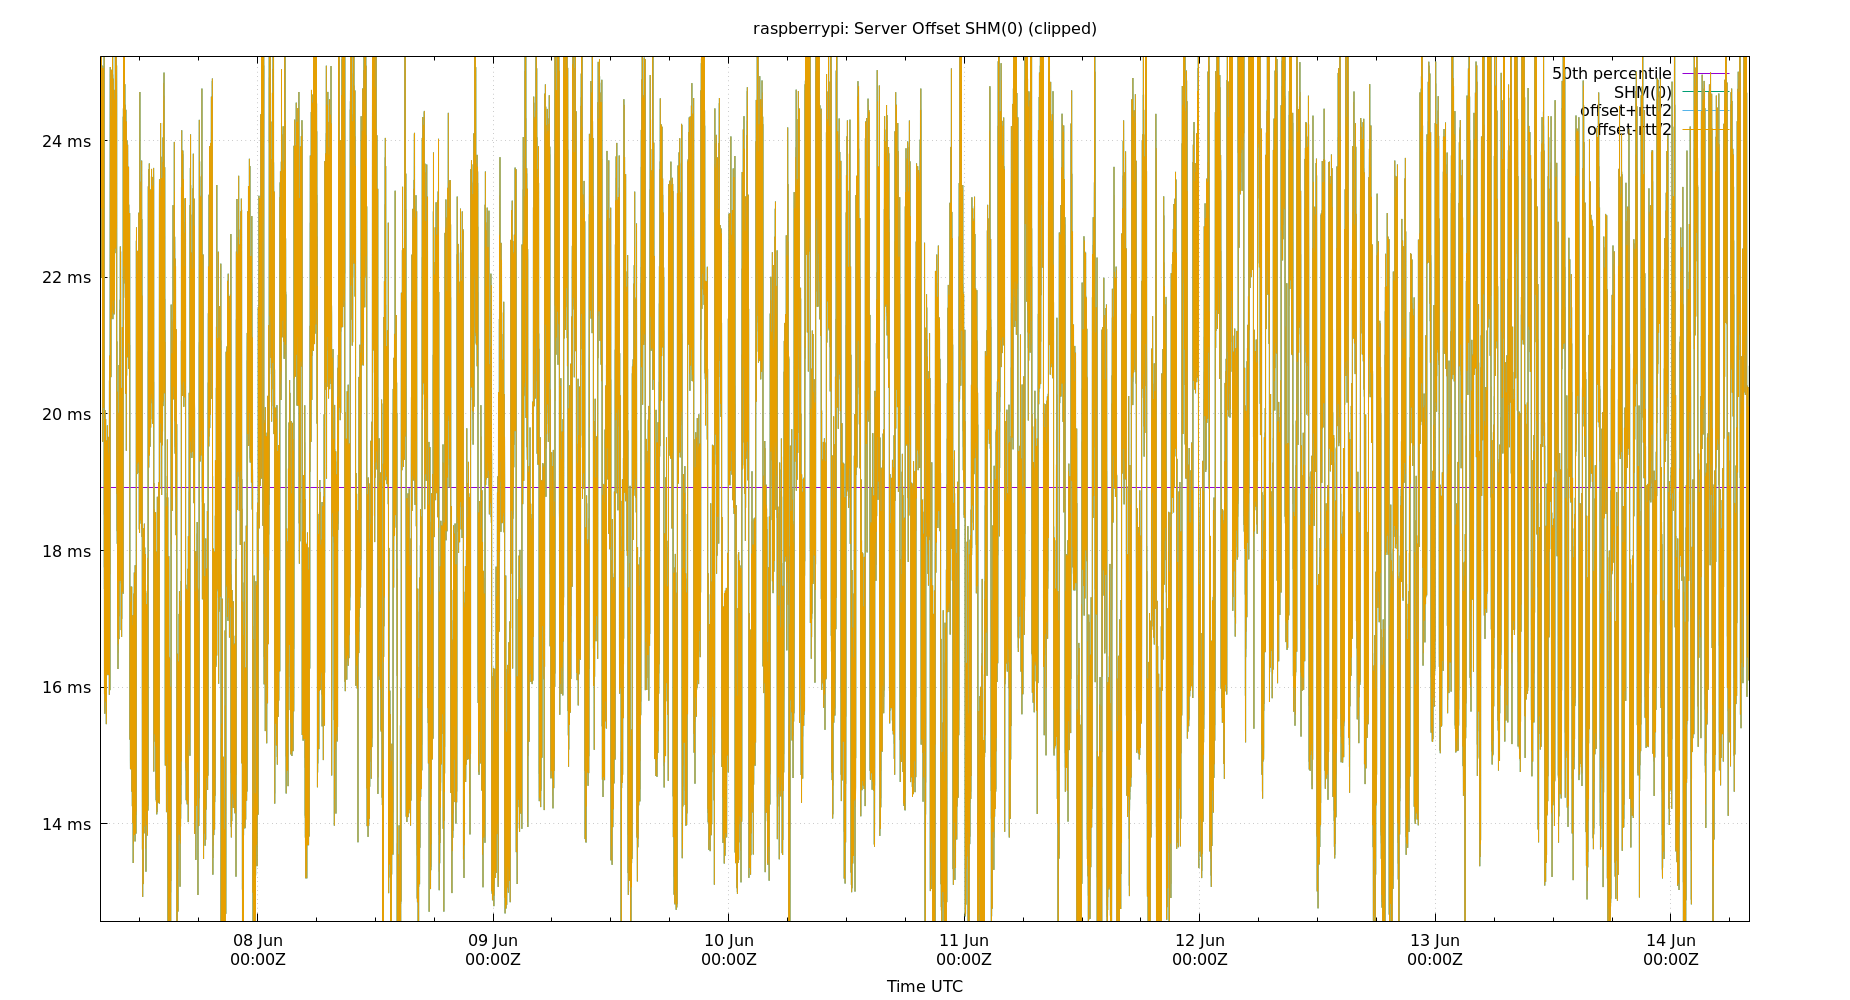 raspberrypi: Server Offset SHM(0) (clipped)
50th percentile
SHM(0)
offset+rtt/2
offset-rtt/2
24 ms
22 ms
20 ms
18 ms
16 ms
14 ms
08 Jun 09 Jun 10 Jun 11 Jun 12 Jun 13 Jun 14 Jun
00:00Z 00:00Z 00:00Z 00:00Z 00:00Z 00:00Z 00:00Z
Time UTC